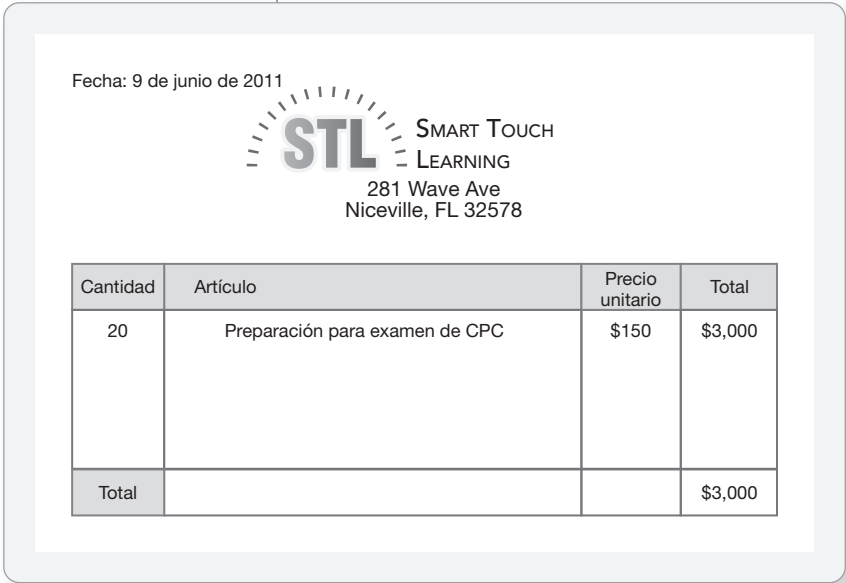 Fecha: 9 de junio de 2011
STL
SMART TOUCH
LEARNING
281 Wave Ave
Niceville, FL 32578
Cantidad Artículo Precio unitario Total
20 Preparación para examen de CPC $150 $3,000
Total $3,000